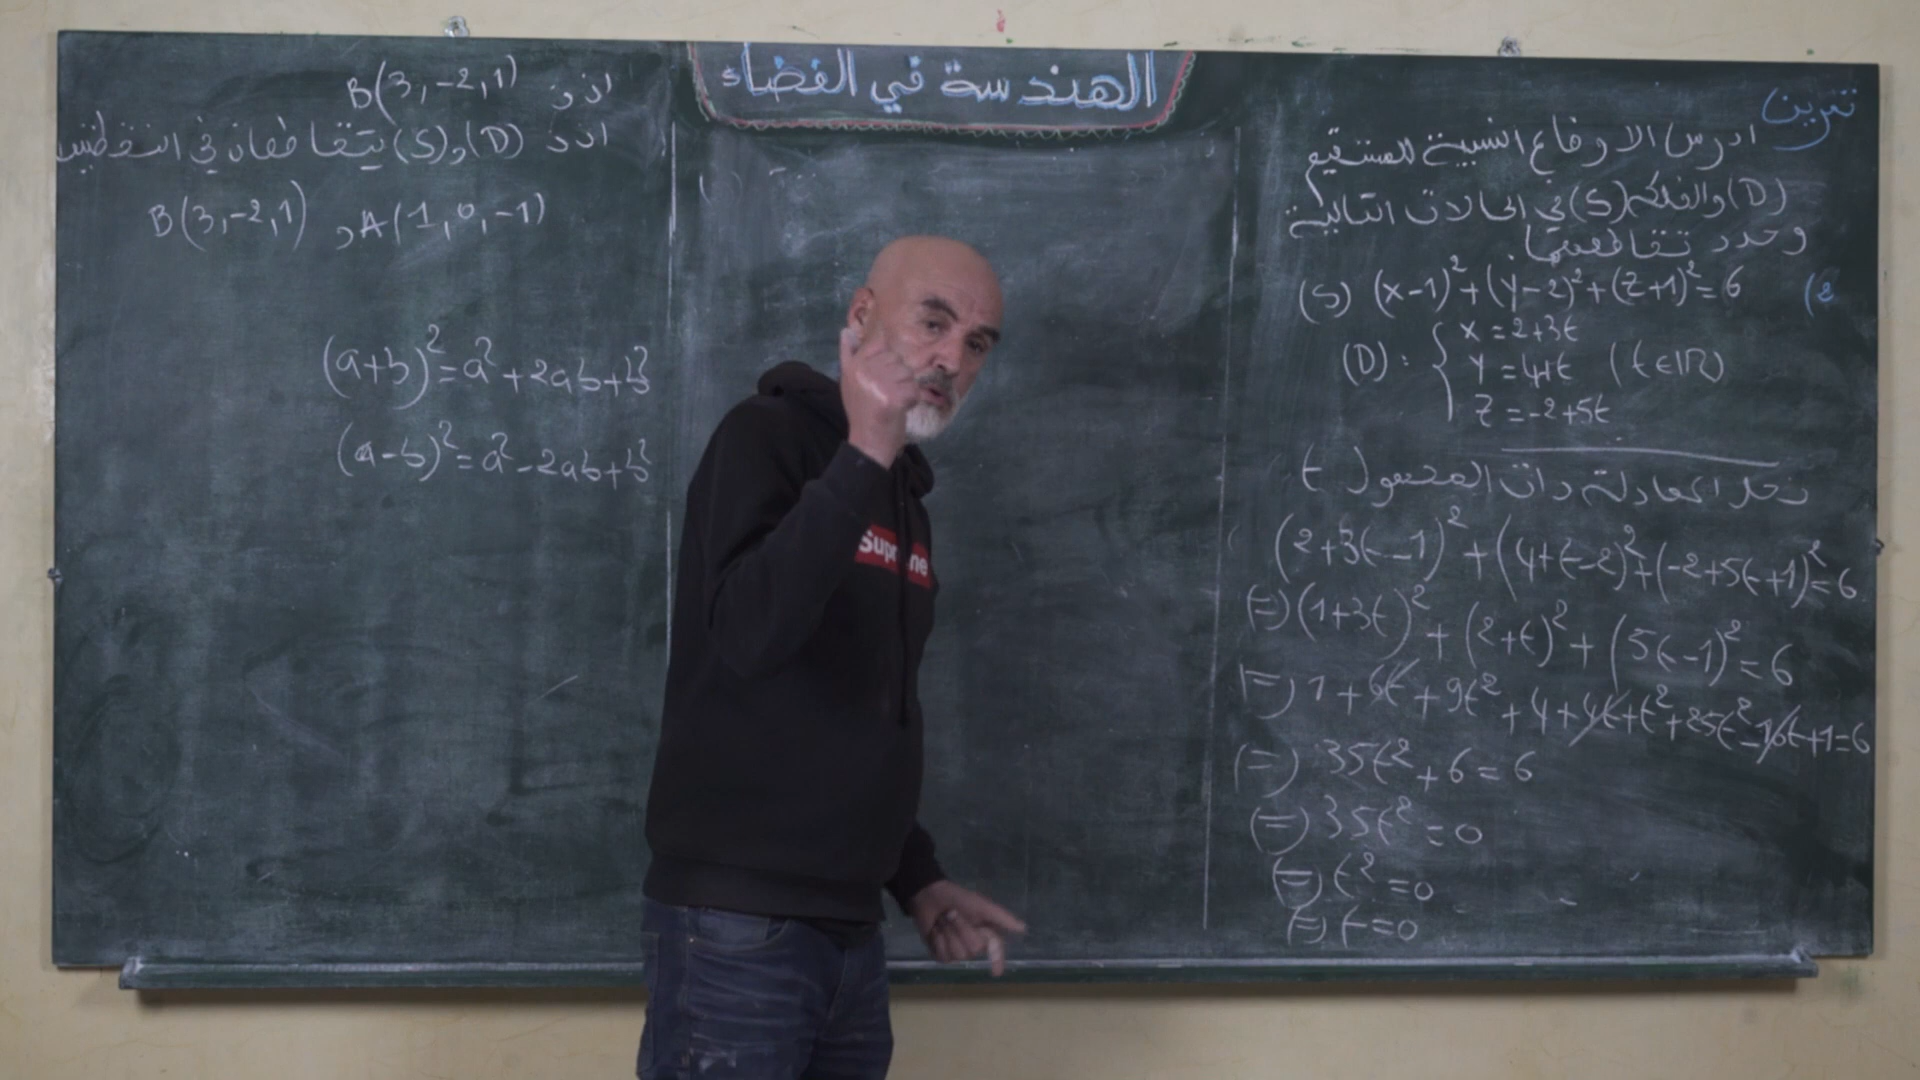 الهندسة في الفضاء
تمرين
ادرس الاوضاع النسبية للمستقيم
(D) والفلكة (S) في الحالات التالية
وحدد تقاطعهما
(2 (S) (x-1)²+(y-2)²+(z+1)²=6
(D): { x=2+3t
y=4+t (t∈IR)
z=-2+5t
نحل المعادلة ذات المجهول t
(2+3t-1)²+(4+t-2)²+(-2+5t+1)²=6
(=) (1+3t)²+(2+t)²+(5t-1)²=6
(=) 1+6t+9t²+4+4t+t²+25t²-10t+1=6
(=) 35t²+6=6
(=) 35t²=0
(=) t²=0
(=) t=0
اذن B(3,-2,1)
اذن (D) و (S) يتقاطعان في النقطتين
A(1,0,-1) و B(3,-2,1)
(a+b)²=a²+2ab+b²
(a-b)²=a²-2ab+b²